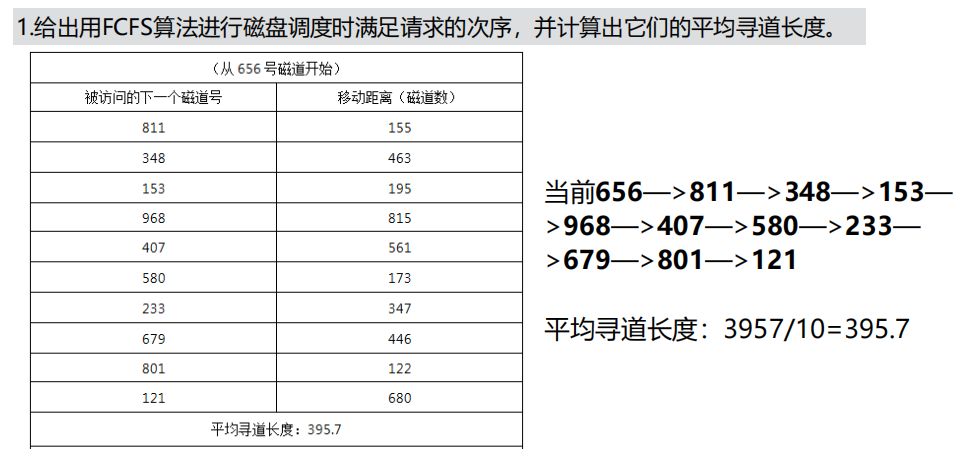 1.给出用FCFS算法进行磁盘调度时满足请求的次序，并计算出它们的平均寻道长度。
（从 656 号磁道开始）
被访问的下一个磁道号 移动距离（磁道数）
811 155
348 463
153 195
968 815
407 561
580 173
233 347
679 446
801 122
121 680
平均寻道长度：395.7
当前656—>811—>348—>153—
>968—>407—>580—>233—
>679—>801—>121
平均寻道长度：3957/10=395.7